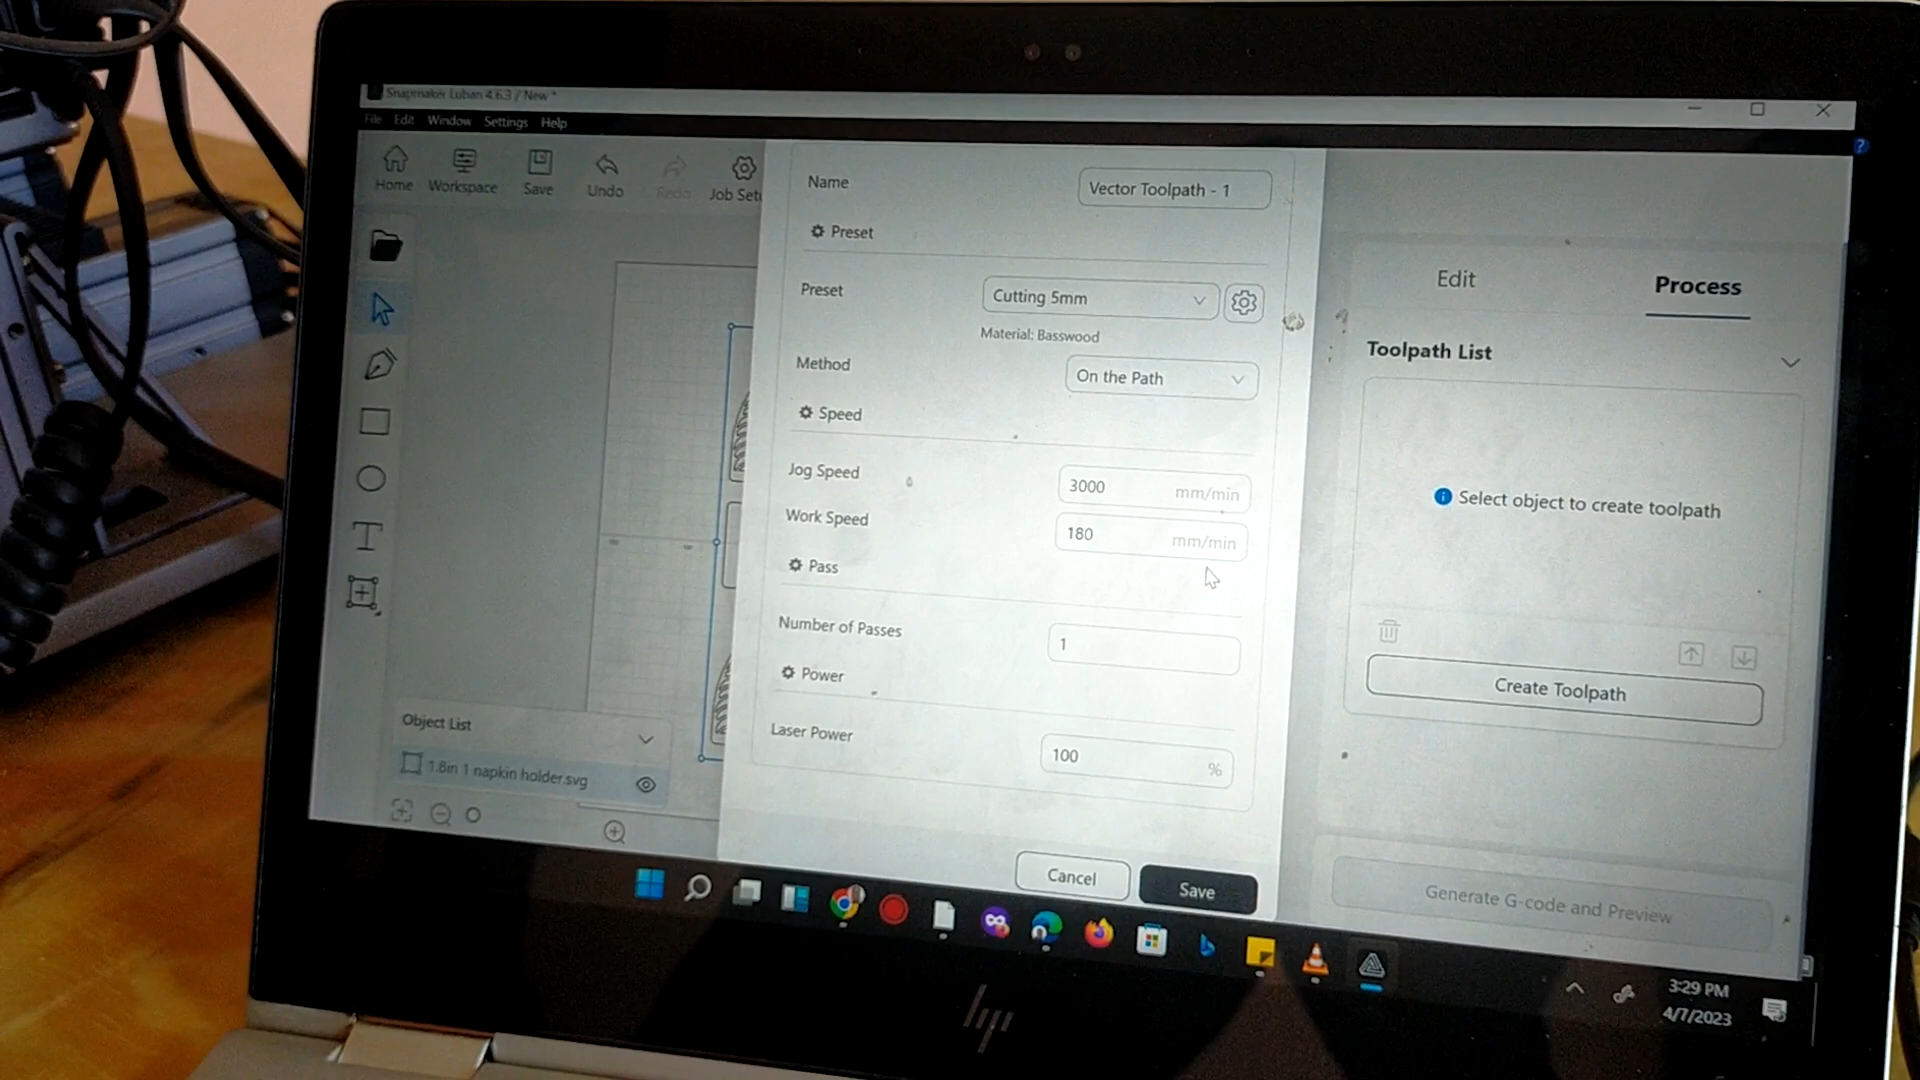 Snapmaker Luban 4.6.3 / New *
File Edit Window Settings Help
Home Workspace Save Undo Redo Job Setu
Name Vector Toolpath - 1
Preset
Preset Cutting 5mm
Material: Basswood
Method On the Path
Speed
Jog Speed 3000 mm/min
Work Speed 180 mm/min
Pass
Number of Passes 1
Power
Laser Power 100 %
Cancel Save
Edit Process
Toolpath List
Select object to create toolpath
Create Toolpath
Generate G-code and Preview
Object List
1.8in 1 napkin holder.svg
3:29 PM
4/7/2023
hp